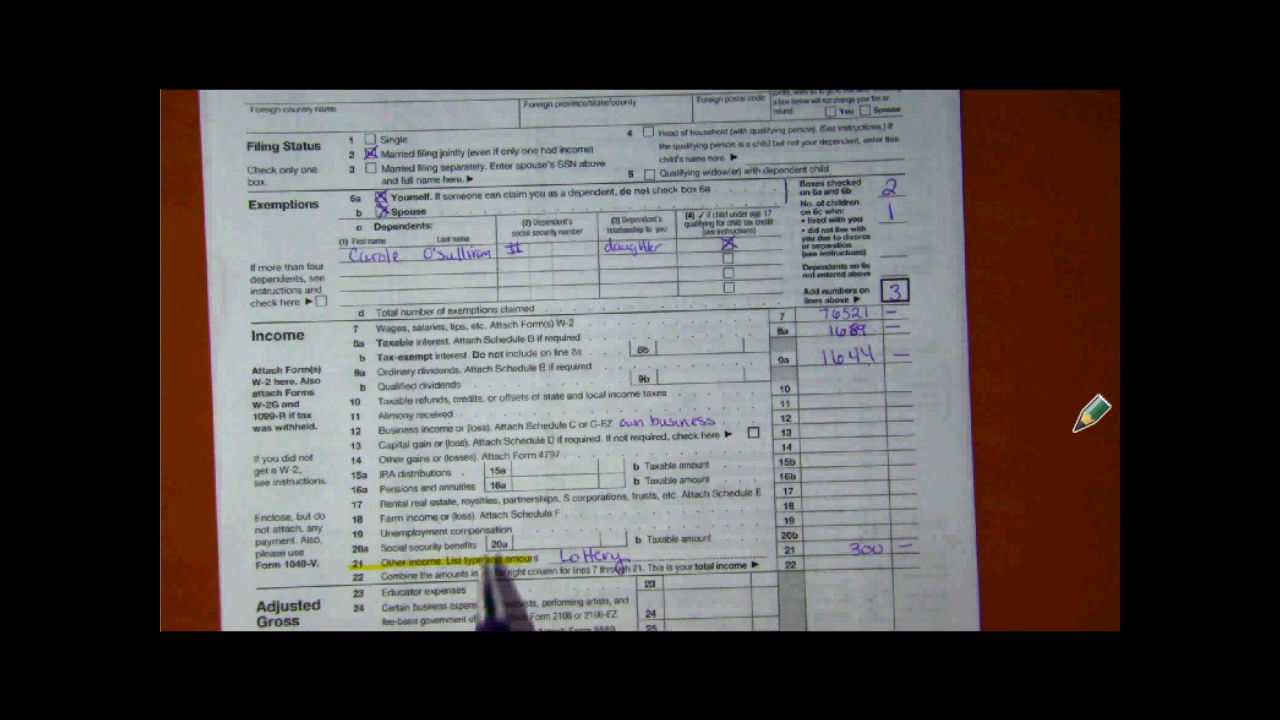 Foreign country name
Foreign province/state/county
Foreign postal code
a box below will not change your tax or
refund. You Spouse
Filing Status
Check only one
box.
1 Single
2 Married filing jointly (even if only one had income)
3 Married filing separately. Enter spouse's SSN above
and full name here. ►
4 Head of household (with qualifying person). (See instructions.) If
the qualifying person is a child but not your dependent, enter this
child's name here. ►
5 Qualifying widow(er) with dependent child
Exemptions
6a Yourself. If someone can claim you as a dependent, do not check box 6a
b Spouse
c Dependents:
(1) First name Last name
(2) Dependent's
social security number
(3) Dependent's
relationship to you
(4) ✓ if child under age 17
qualifying for child tax credit
(see instructions)
Carole O'sullivan # daughter X
If more than four
dependents, see
instructions and
check here ►
d Total number of exemptions claimed
Boxes checked
on 6a and 6b 2
No. of children
on 6c who: 1
• lived with you
• did not live with
you due to divorce
or separation
(see instructions)
Dependents on 6c
not entered above
Add numbers on
lines above ► 3
Income
Attach Form(s)
W-2 here. Also
attach Forms
W-2G and
1099-R if tax
was withheld.
If you did not
get a W-2,
see instructions.
Enclose, but do
not attach, any
payment. Also,
please use
Form 1040-V.
7 Wages, salaries, tips, etc. Attach Form(s) W-2 7 76521 —
8a Taxable interest. Attach Schedule B if required 8a 1689 —
b Tax-exempt interest. Do not include on line 8a 8b
9a Ordinary dividends. Attach Schedule B if required 9a 1644 —
b Qualified dividends 9b
10 Taxable refunds, credits, or offsets of state and local income taxes 10
11 Alimony received 11
12 Business income or (loss). Attach Schedule C or C-EZ own business 12
13 Capital gain or (loss). Attach Schedule D if required. If not required, check here ► 13
14 Other gains or (losses). Attach Form 4797 14
15a IRA distributions 15a b Taxable amount 15b
16a Pensions and annuities 16a b Taxable amount 16b
17 Rental real estate, royalties, partnerships, S corporations, trusts, etc. Attach Schedule E 17
18 Farm income or (loss). Attach Schedule F 18
19 Unemployment compensation 19
20a Social security benefits 20a b Taxable amount 20b
21 Other income. List type and amount Lottery 21 300 —
22 Combine the amounts in right column for lines 7 through 21. This is your total income ► 22
Adjusted
Gross
23 Educator expenses 23
24 Certain business performing artists, and
fee-basis government Form 2106 or 2106-EZ 24
25